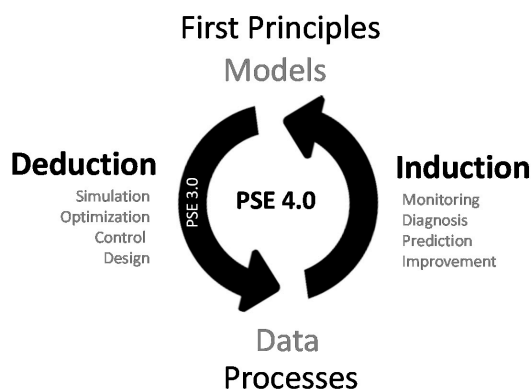 First Principles
Models
Deduction
Simulation
Optimization
Control
Design
PSE 3.0
PSE 4.0
Induction
Monitoring
Diagnosis
Prediction
Improvement
Data
Processes